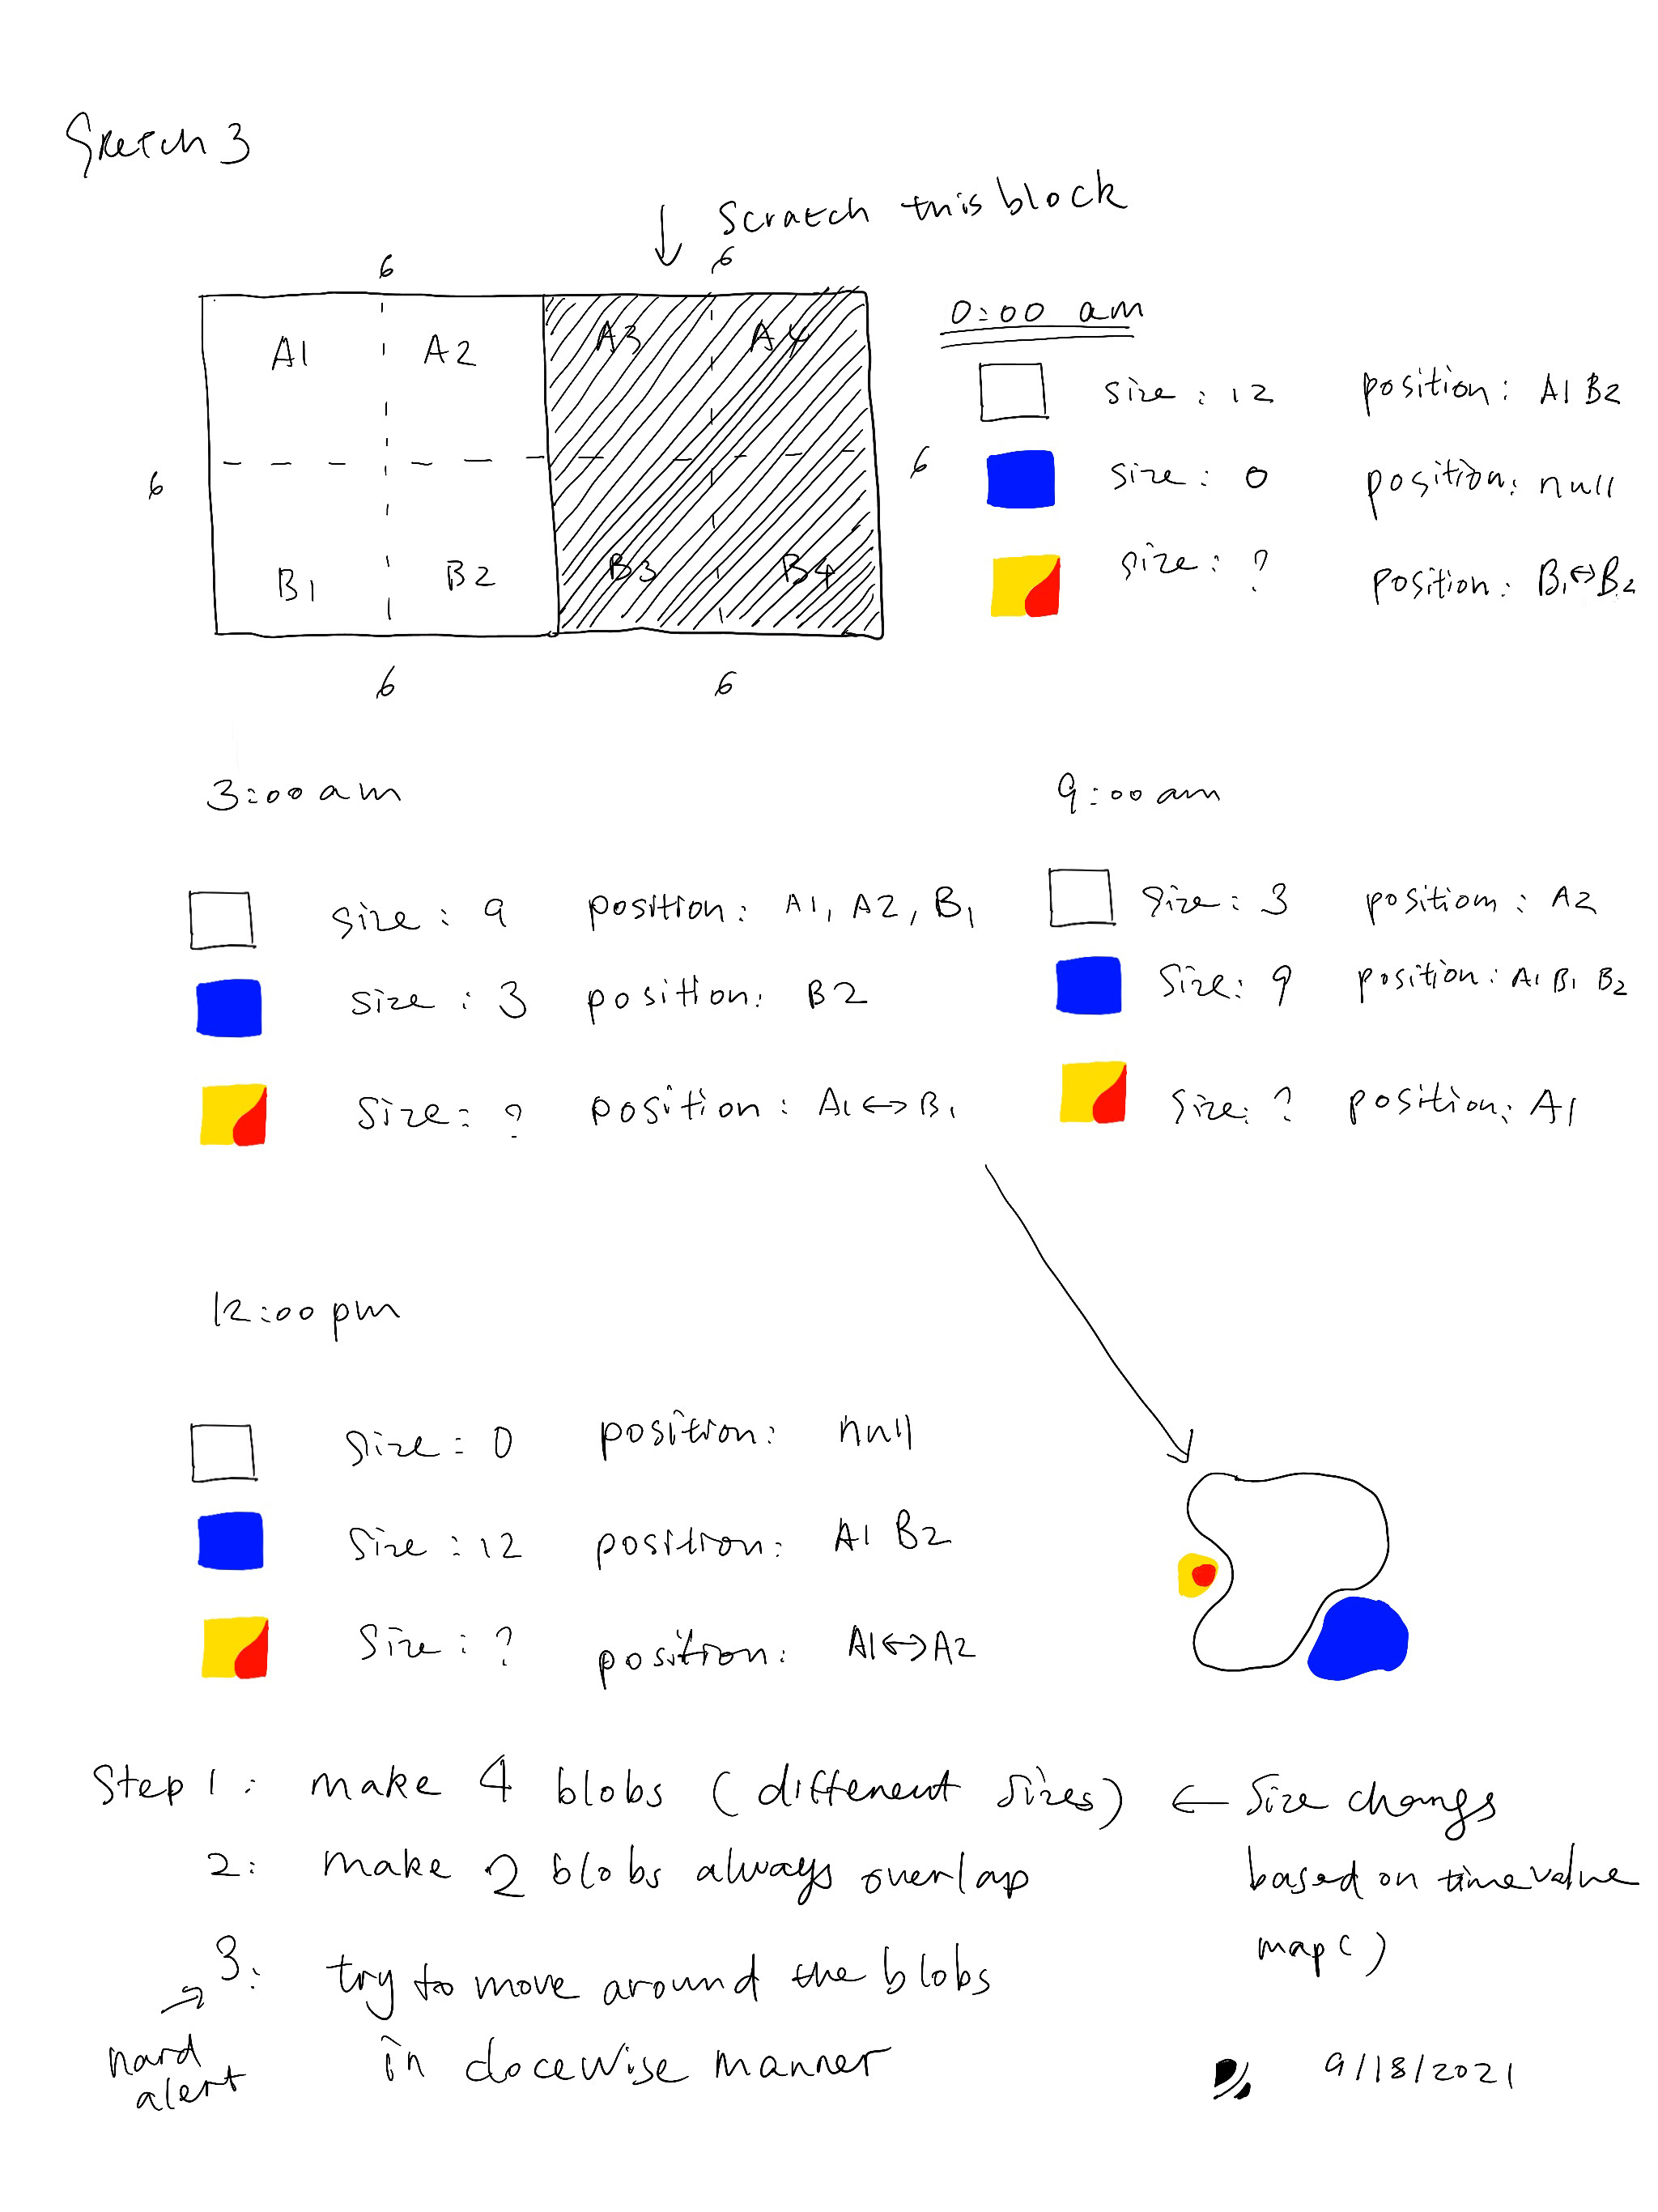 Sketch 3
↓ Scratch this block
6 6
A1 A2 A3 A4
6 6
B1 B2 B3 B4
6 6
0:00 am
size: 12 position: A1 B2
size: 0 position: null
size: ? position: B1↔B2
3:00 am
size: 9 position: A1, A2, B1
size: 3 position: B2
size: ? position: A1↔B1
9:00 am
size: 3 position: A2
size: 9 position: A1 B1 B2
size: ? position: A1
12:00 pm
size: 0 position: null
size: 12 position: A1 B2
size: ? position: A1↔A2
Step 1: make 4 blobs (different sizes) ← size changs
based on time value
map()
2: make 2 blobs always overlap
→ 3: try to move around the blobs
in clocewise manner
hard
alert
9/18/2021